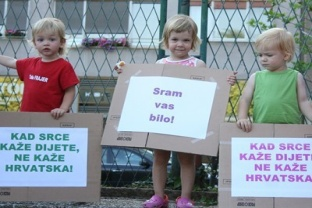 KAD SRCE
KAŽE DIJETE,
NE KAŽE
HRVATSKA!
Sram
vas
bilo!
KAD SRCE
KAŽE DIJETE,
NE KAŽE
HRVATSKA!